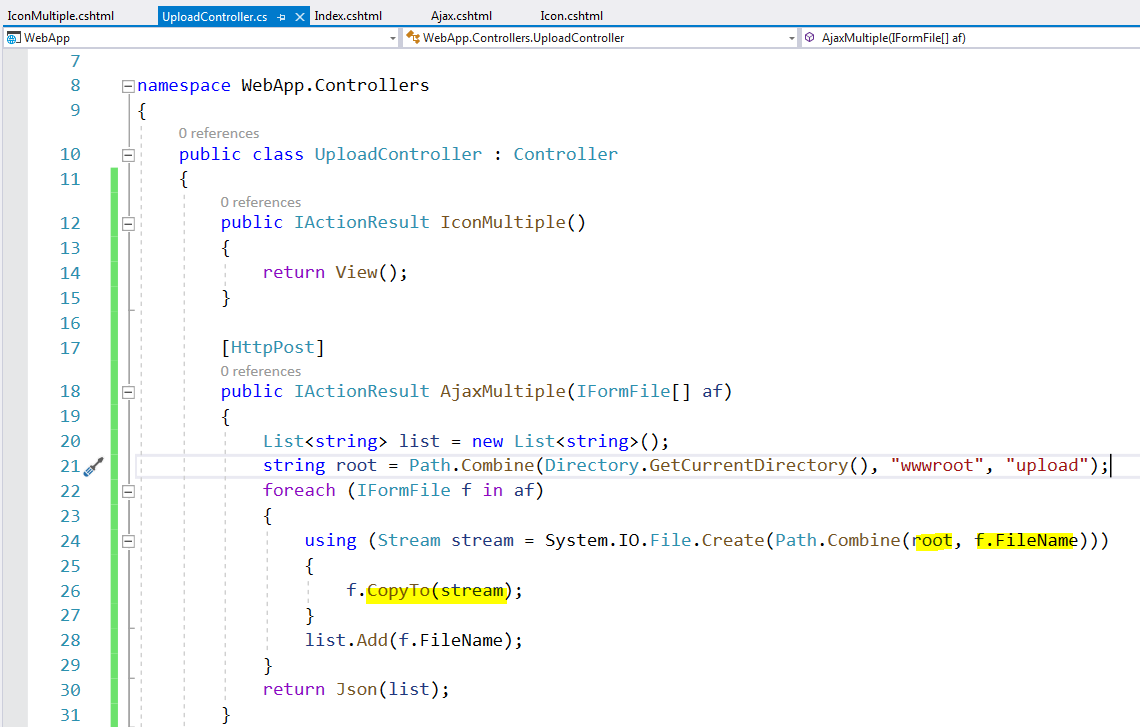 IconMultiple.cshtml UploadController.cs Index.cshtml Ajax.cshtml Icon.cshtml
WebApp WebApp.Controllers.UploadController AjaxMultiple(IFormFile[] af)
7
8 namespace WebApp.Controllers
9 {
0 references
10 public class UploadController : Controller
11 {
0 references
12 public IActionResult IconMultiple()
13 {
14 return View();
15 }
16
17 [HttpPost]
0 references
18 public IActionResult AjaxMultiple(IFormFile[] af)
19 {
20 List<string> list = new List<string>();
21 string root = Path.Combine(Directory.GetCurrentDirectory(), "wwwroot", "upload");
22 foreach (IFormFile f in af)
23 {
24 using (Stream stream = System.IO.File.Create(Path.Combine(root, f.FileName)))
25 {
26 f.CopyTo(stream);
27 }
28 list.Add(f.FileName);
29 }
30 return Json(list);
31 }